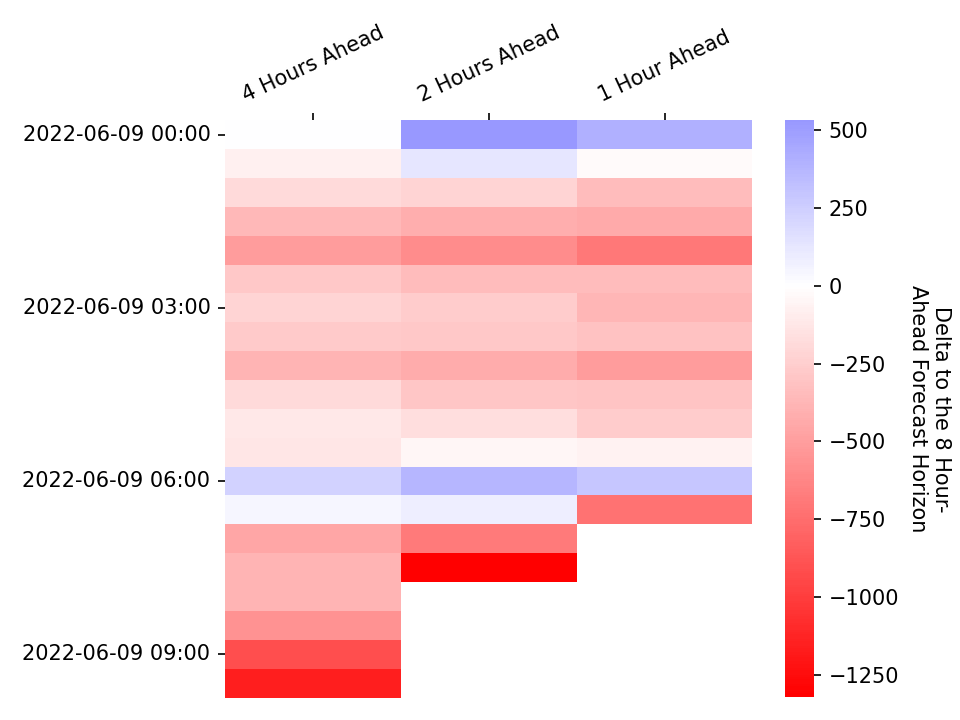 4 Hours Ahead
2 Hours Ahead
1 Hour Ahead
2022-06-09 00:00
2022-06-09 03:00
2022-06-09 06:00
2022-06-09 09:00
500
250
0
−250
−500
−750
−1000
−1250
Delta to the 8 Hour-
Ahead Forecast Horizon